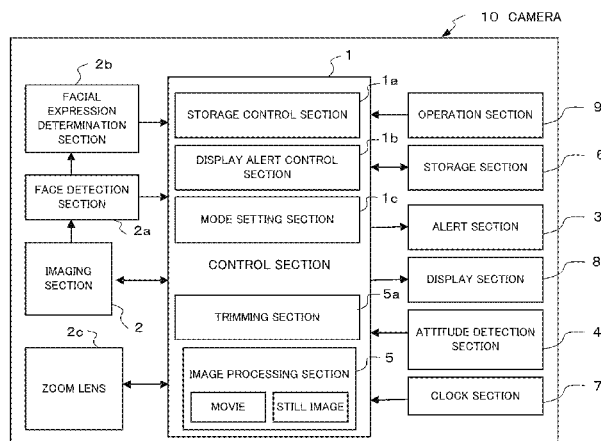 10 CAMERA
2b
FACIAL
EXPRESSION
DETERMINATION
SECTION
FACE DETECTION
SECTION
2a
IMAGING
SECTION
2
2c
ZOOM LENS
1
1a
STORAGE CONTROL SECTION
1b
DISPLAY ALERT CONTROL
SECTION
1c
MODE SETTING SECTION
CONTROL SECTION
5a
TRIMMING SECTION
5
IMAGE PROCESSING SECTION
MOVIE
STILL IMAGE
OPERATION SECTION
9
STORAGE SECTION
6
ALERT SECTION
3
DISPLAY SECTION
8
ATTITUDE DETECTION
SECTION
4
CLOCK SECTION
7